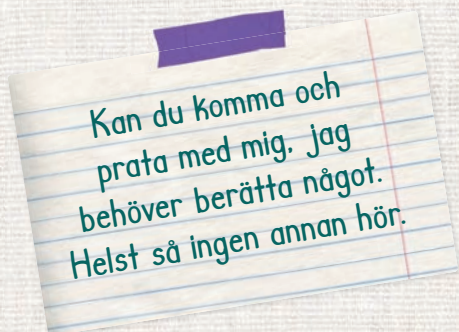 Kan du komma och
prata med mig, jag
behöver berätta något.
Helst så ingen annan hör.